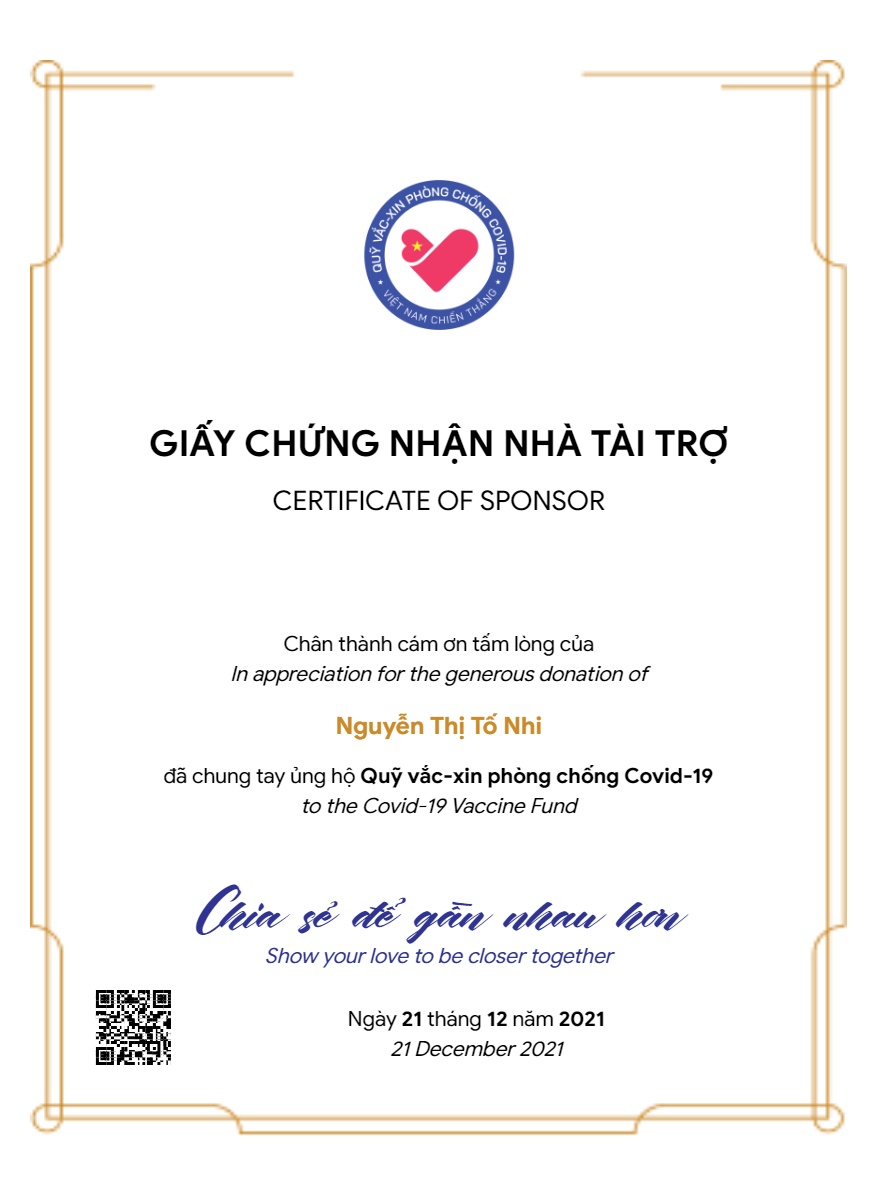 QUỸ VẮC-XIN PHÒNG CHỐNG COVID-19
VIỆT NAM CHIẾN THẮNG
GIẤY CHỨNG NHẬN NHÀ TÀI TRỢ
CERTIFICATE OF SPONSOR
Chân thành cám ơn tấm lòng của
In appreciation for the generous donation of
Nguyễn Thị Tố Nhi
đã chung tay ủng hộ Quỹ vắc-xin phòng chống Covid-19
to the Covid-19 Vaccine Fund
Chia sẻ để gần nhau hơn
Show your love to be closer together
Ngày 21 tháng 12 năm 2021
21 December 2021